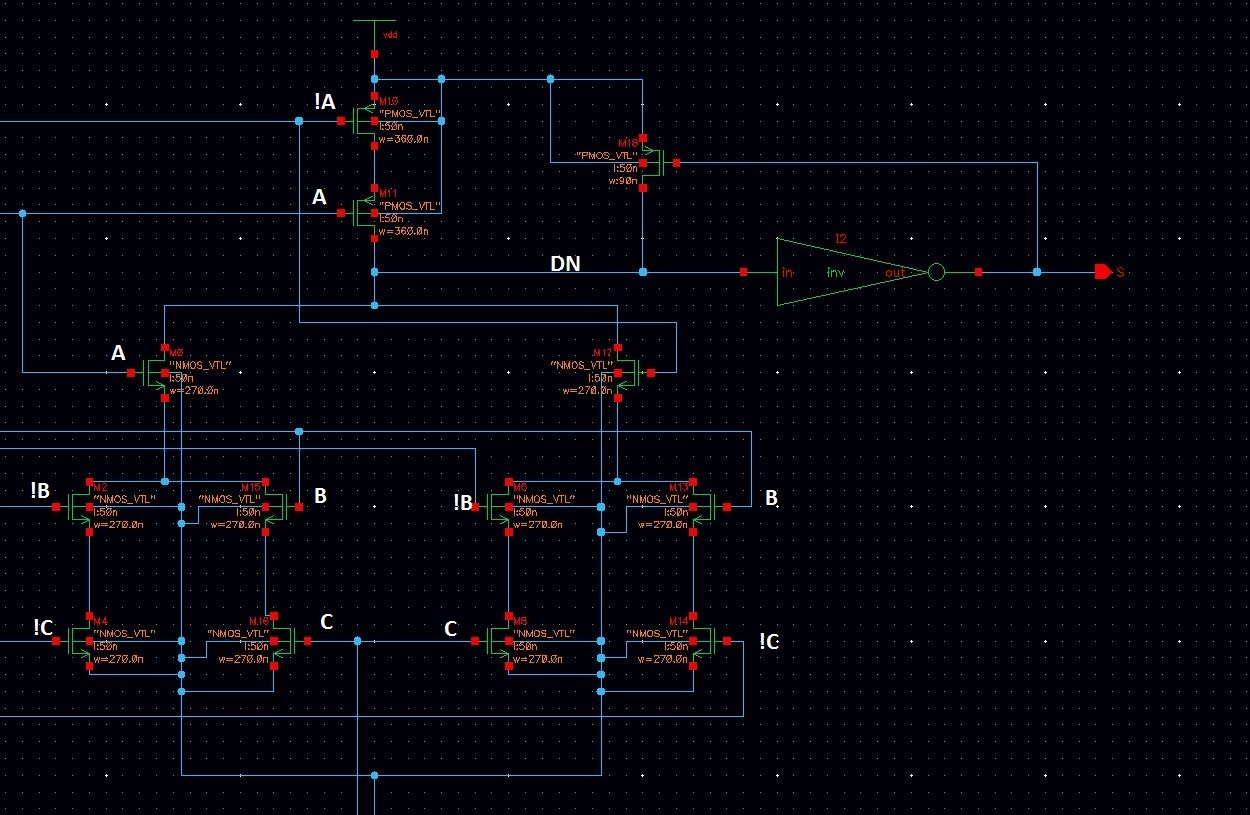 vdd
!A
M10
"PMOS_VTL"
l:50n
w=360.0n
M18
"PMOS_VTL"
l:50n
w:90n
A
M11
"PMOS_VTL"
l:50n
w=360.0n
DN
I2
in
inv
out
S
A
"NMOS_VTL"
l:50n
w=270.0n
M17
"NMOS_VTL"
l:50n
w=270.0n
!B
M2
"NMOS_VTL"
l:50n
w=270.0n
M15
"NMOS_VTL"
l:50n
w=270.0n
B
!B
M6
"NMOS_VTL"
l:50n
w=270.0n
M13
"NMOS_VTL"
l:50n
w=270.0n
B
!C
M4
"NMOS_VTL"
l:50n
w=270.0n
M16
"NMOS_VTL"
l:50n
w=270.0n
C
C
M8
"NMOS_VTL"
l:50n
w=270.0n
M14
"NMOS_VTL"
l:50n
w=270.0n
!C